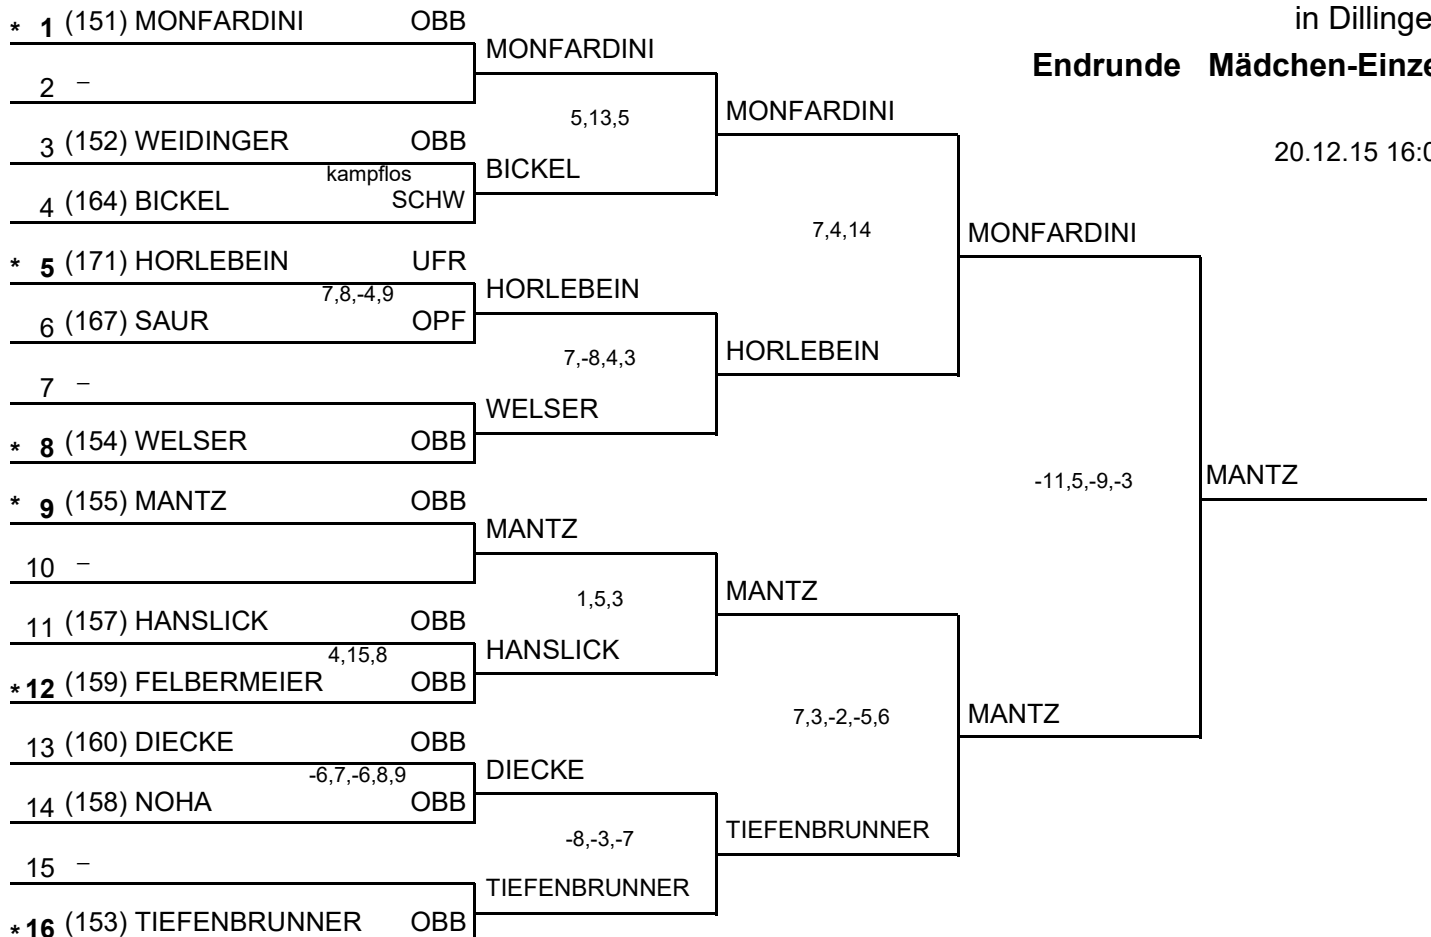 * 1 (151) MONFARDINI OBB
in Dillinge
MONFARDINI
Endrunde Mädchen-Einze
2 –
5,13,5
MONFARDINI
3 (152) WEIDINGER OBB
20.12.15 16:0
kampflos
BICKEL
4 (164) BICKEL SCHW
7,4,14
MONFARDINI
* 5 (171) HORLEBEIN UFR
7,8,-4,9
HORLEBEIN
6 (167) SAUR OPF
7,-8,4,3
HORLEBEIN
7 –
WELSER
* 8 (154) WELSER OBB
-11,5,-9,-3
MANTZ
* 9 (155) MANTZ OBB
MANTZ
10 –
1,5,3
MANTZ
11 (157) HANSLICK OBB
4,15,8
HANSLICK
* 12 (159) FELBERMEIER OBB
7,3,-2,-5,6
MANTZ
13 (160) DIECKE OBB
-6,7,-6,8,9
DIECKE
14 (158) NOHA OBB
-8,-3,-7
TIEFENBRUNNER
15 –
TIEFENBRUNNER
* 16 (153) TIEFENBRUNNER OBB